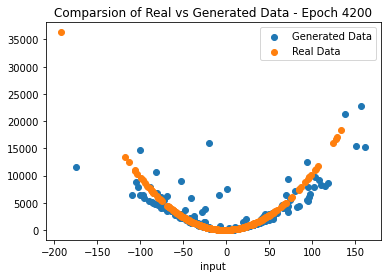 Comparsion of Real vs Generated Data - Epoch 4200
Generated Data
Real Data
35000
30000
25000
20000
15000
10000
5000
0
−200 −150 −100 −50 0 50 100 150
input